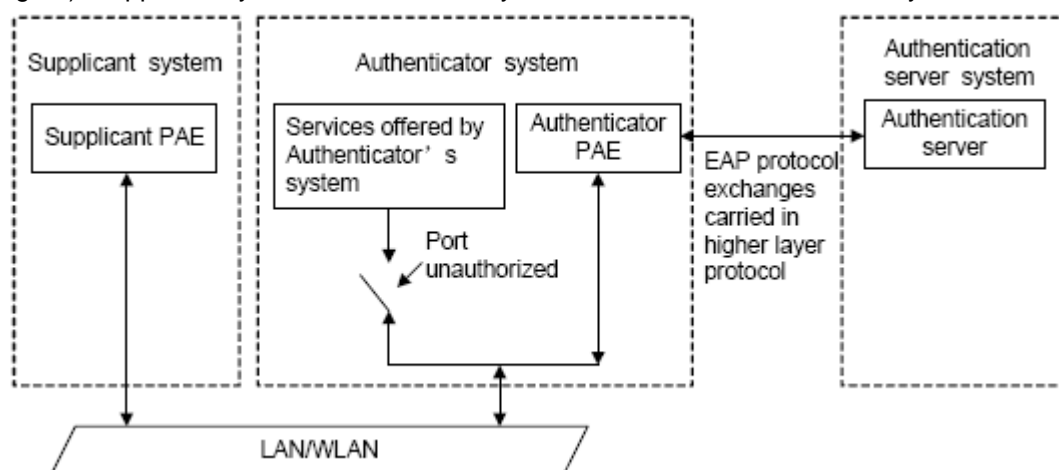 Supplicant system
Authenticator system
Authentication
server system
Supplicant PAE
Services offered by
Authenticator's
system
Authenticator
PAE
Authentication
server
EAP protocol
exchanges
carried in
higher layer
protocol
Port
unauthorized
LAN/WLAN